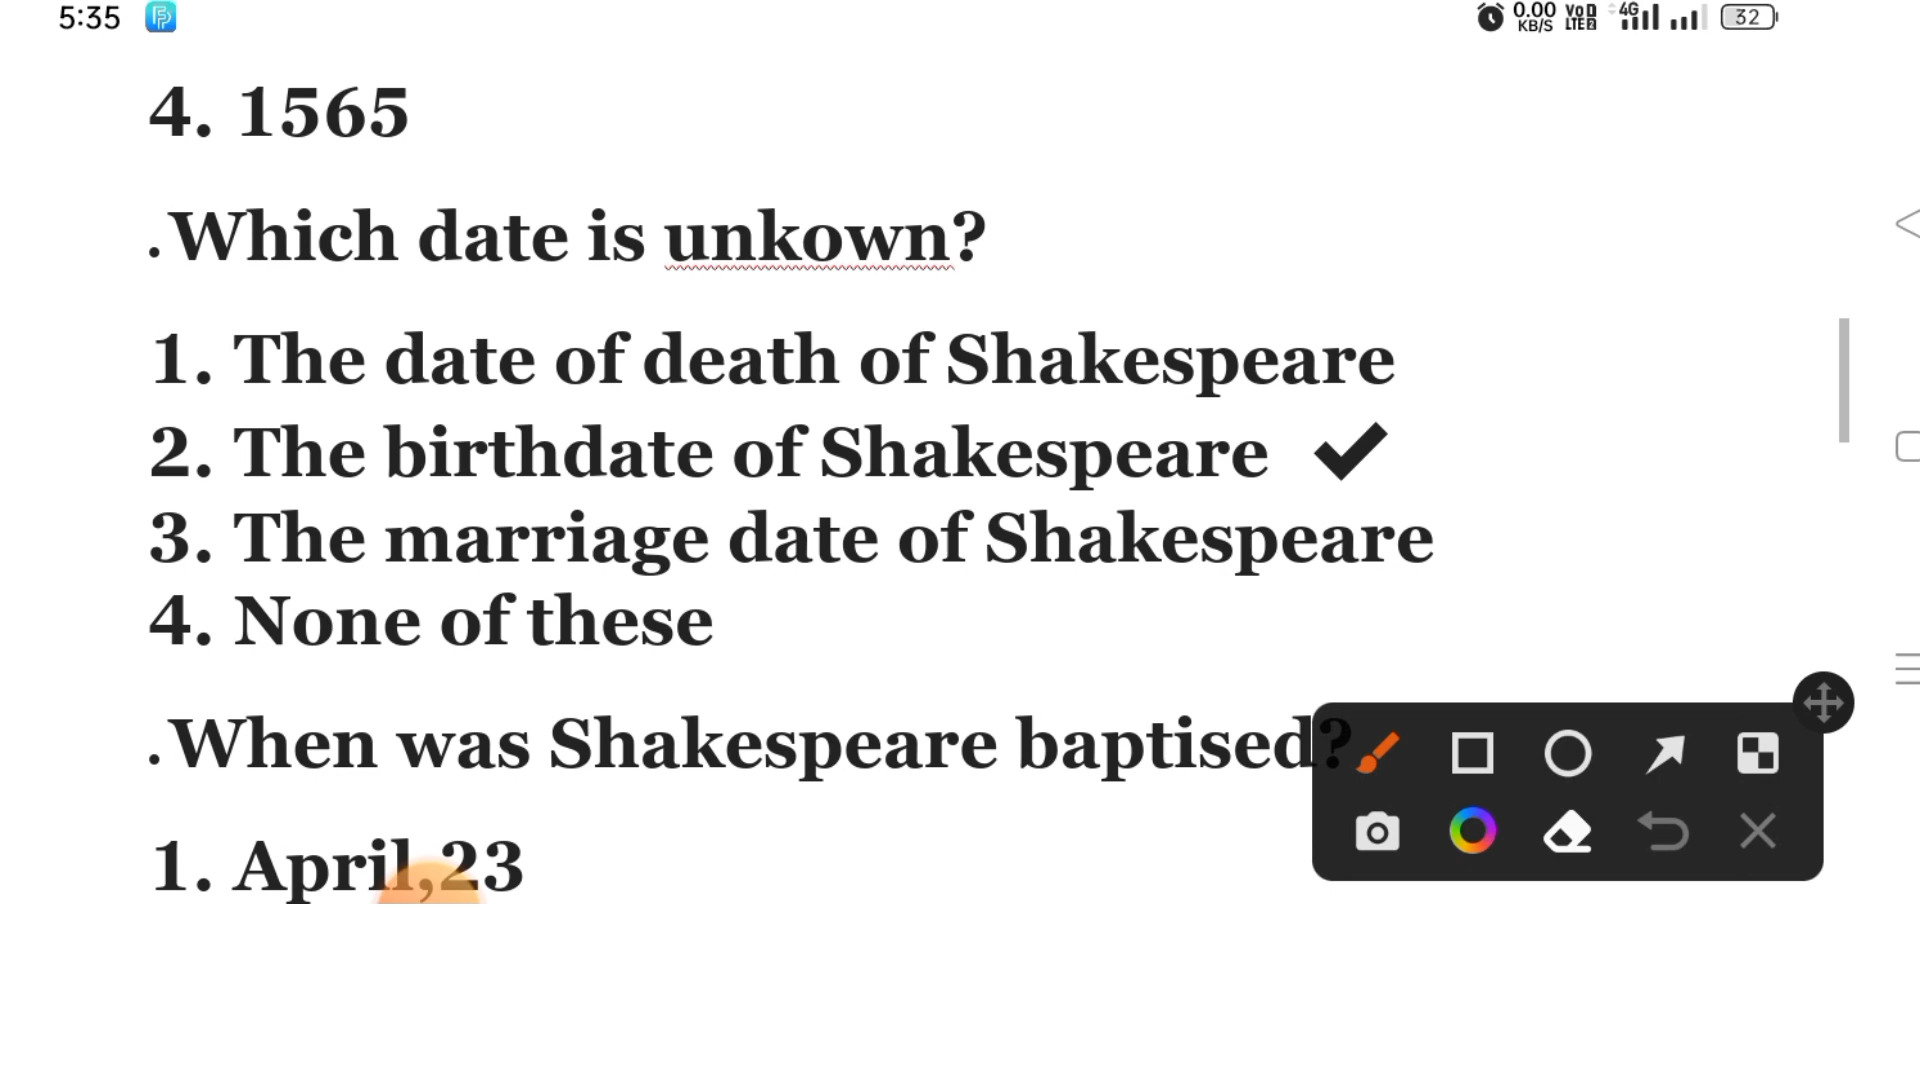 5:35
0.00 KB/S VoD LTE2 4G 32
4. 1565
.Which date is unkown?
1. The date of death of Shakespeare
2. The birthdate of Shakespeare ✔
3. The marriage date of Shakespeare
4. None of these
.When was Shakespeare baptised?
1. April,23